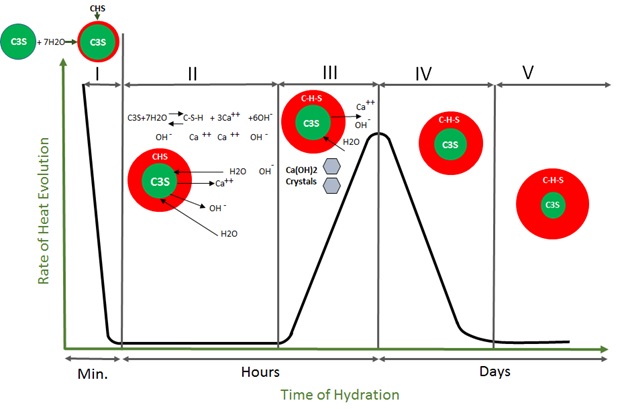 CHS
C3S + 7H2O C3S
I II III IV V
C3S+7H2O C-S-H + 3Ca++ +6OH-
OH- Ca ++ Ca ++ OH-
CHS
C3S
H2O OH-
Ca++
OH -
H2O
C-H-S
C3S
Ca++
OH-
H2O
Ca(OH)2
Crystals
C-H-S
C3S
C-H-S
C3S
Rate of Heat Evolution
Min. Hours Days
Time of Hydration